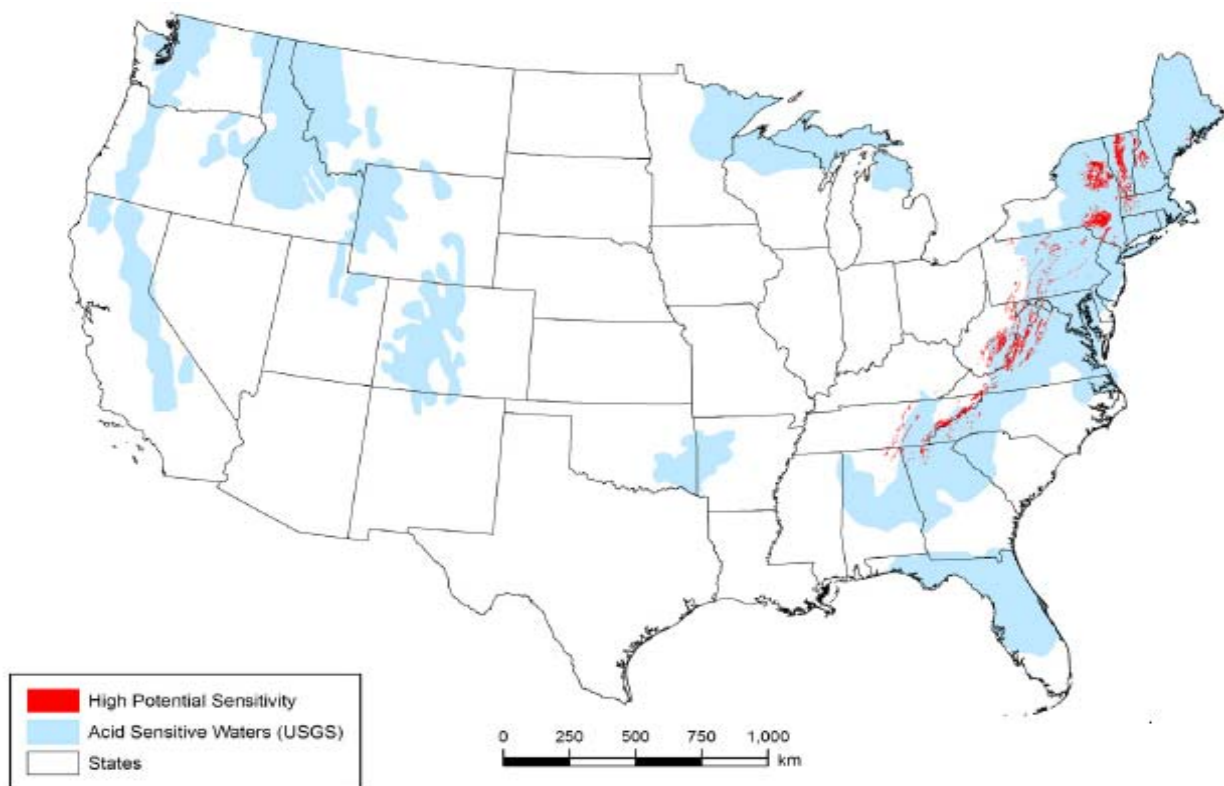 High Potential Sensitivity
Acid Sensitive Waters (USGS)
States
0 250 500 750 1,000
km